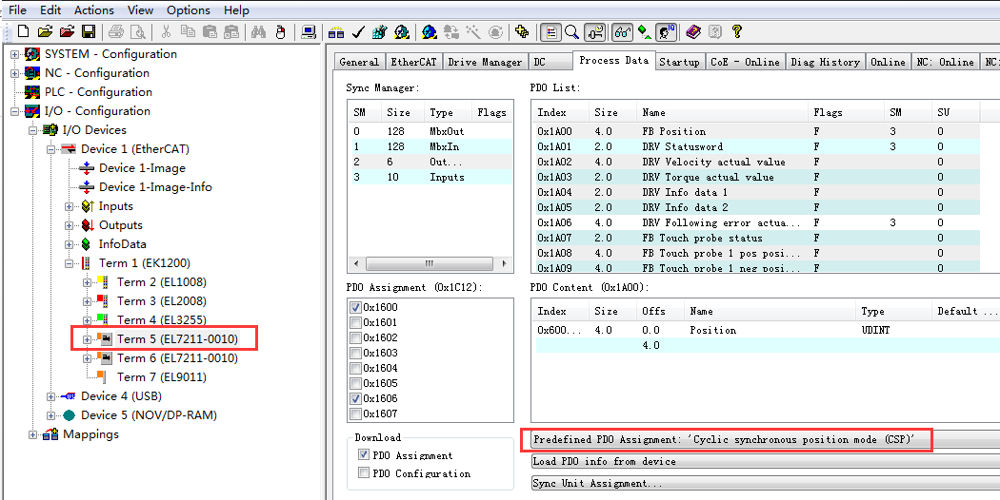 File Edit Actions View Options Help
SYSTEM - Configuration
NC - Configuration
PLC - Configuration
I/O - Configuration
I/O Devices
Device 1 (EtherCAT)
Device 1-Image
Device 1-Image-Info
Inputs
Outputs
InfoData
Term 1 (EK1200)
Term 2 (EL1008)
Term 3 (EL2008)
Term 4 (EL3255)
Term 5 (EL7211-0010)
Term 6 (EL7211-0010)
Term 7 (EL9011)
Device 4 (USB)
Device 5 (NOV/DP-RAM)
Mappings
General EtherCAT Drive Manager DC Process Data Startup CoE - Online Diag History Online NC: Online NC:
Sync Manager:
SM Size Type Flags
0 128 MbxOut
1 128 MbxIn
2 6 Out...
3 10 Inputs
PDO List:
Index Size Name Flags SM SU
0x1A00 4.0 FB Position F 3 0
0x1A01 2.0 DRV Statusword F 3 0
0x1A02 4.0 DRV Velocity actual value F 0
0x1A03 2.0 DRV Torque actual value F 0
0x1A04 2.0 DRV Info data 1 F 0
0x1A05 2.0 DRV Info data 2 F 0
0x1A06 4.0 DRV Following error actua... F 3 0
0x1A07 2.0 FB Touch probe status F 0
0x1A08 4.0 FB Touch probe 1 pos posi... F 0
0x1A09 4.0 FB Touch probe 1 neg posi... F 0
PDO Assignment (0x1C12):
0x1600
0x1601
0x1602
0x1603
0x1604
0x1605
0x1606
0x1607
PDO Content (0x1A00):
Index Size Offs Name Type Default ...
0x600... 4.0 0.0 Position UDINT
4.0
Download
PDO Assignment
PDO Configuration
Predefined PDO Assignment: 'Cyclic synchronous position mode (CSP)'
Load PDO info from device
Sync Unit Assignment...